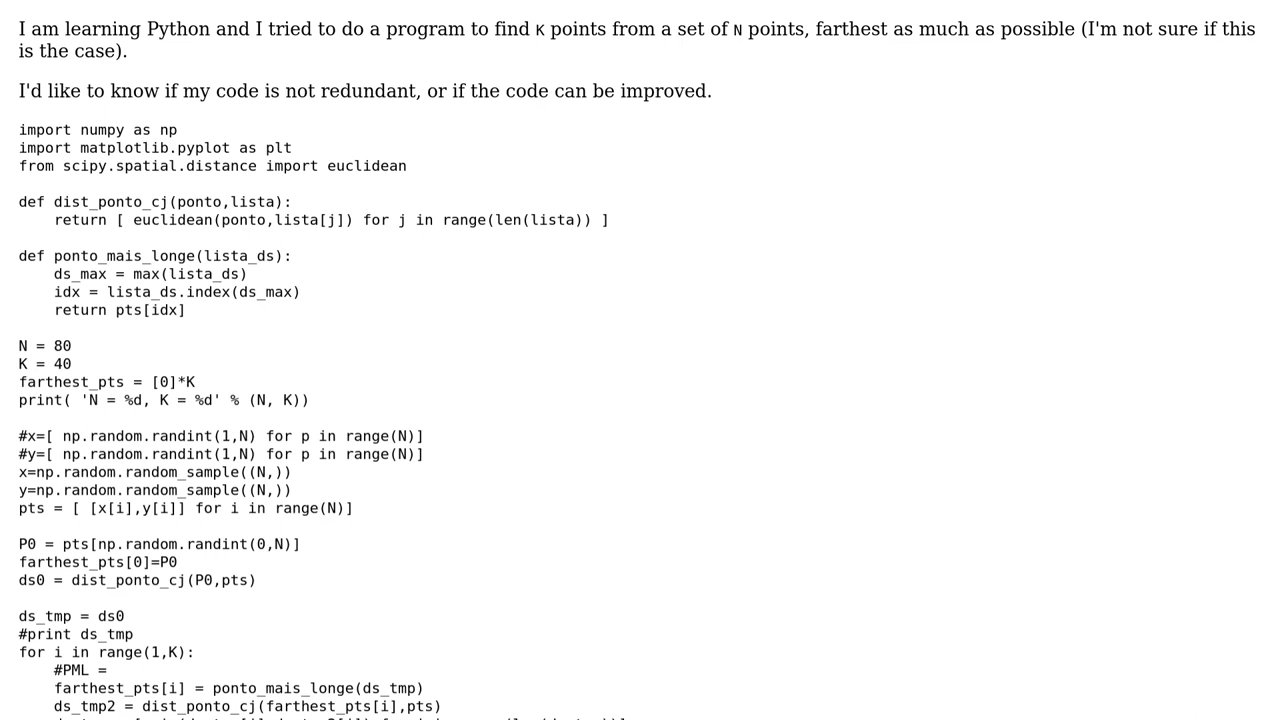 I am learning Python and I tried to do a program to find K points from a set of N points, farthest as much as possible (I'm not sure if this
is the case).
I'd like to know if my code is not redundant, or if the code can be improved.
import numpy as np
import matplotlib.pyplot as plt
from scipy.spatial.distance import euclidean
def dist_ponto_cj(ponto,lista):
    return [ euclidean(ponto,lista[j]) for j in range(len(lista)) ]
def ponto_mais_longe(lista_ds):
    ds_max = max(lista_ds)
    idx = lista_ds.index(ds_max)
    return pts[idx]
N = 80
K = 40
farthest_pts = [0]*K
print( 'N = %d, K = %d' % (N, K))
#x=[ np.random.randint(1,N) for p in range(N)]
#y=[ np.random.randint(1,N) for p in range(N)]
x=np.random.random_sample((N,))
y=np.random.random_sample((N,))
pts = [ [x[i],y[i]] for i in range(N)]
P0 = pts[np.random.randint(0,N)]
farthest_pts[0]=P0
ds0 = dist_ponto_cj(P0,pts)
ds_tmp = ds0
#print ds_tmp
for i in range(1,K):
    #PML =
    farthest_pts[i] = ponto_mais_longe(ds_tmp)
    ds_tmp2 = dist_ponto_cj(farthest_pts[i],pts)